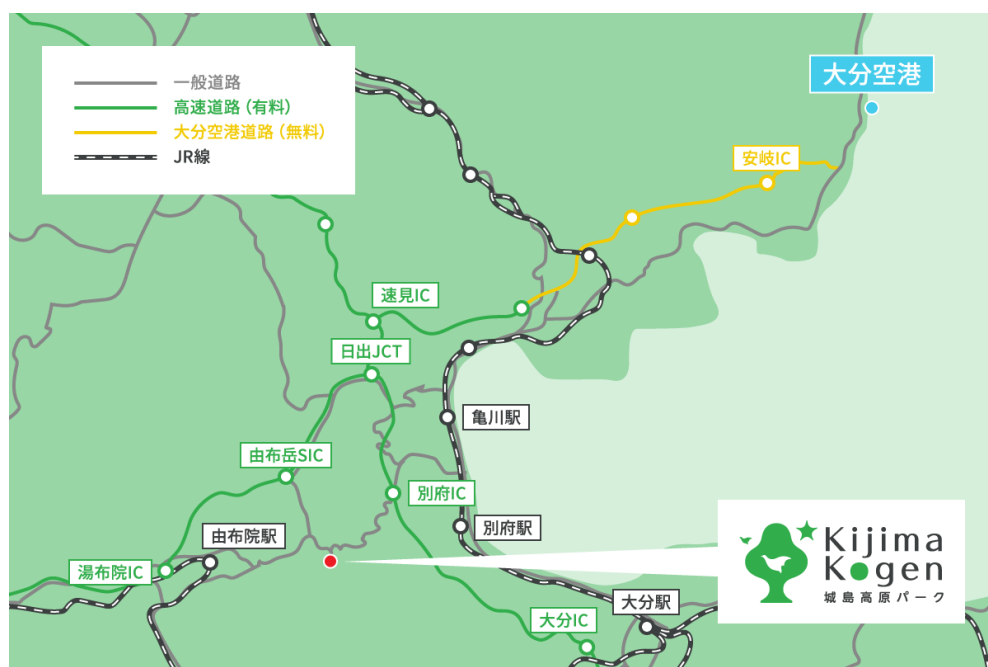 一般道路
高速道路（有料）
大分空港道路（無料）
JR線
大分空港
安岐IC
速見IC
日出JCT
亀川駅
由布岳SIC
別府IC
別府駅
由布院駅
湯布院IC
大分駅
大分IC
Kijima
Kogen
城島高原パーク